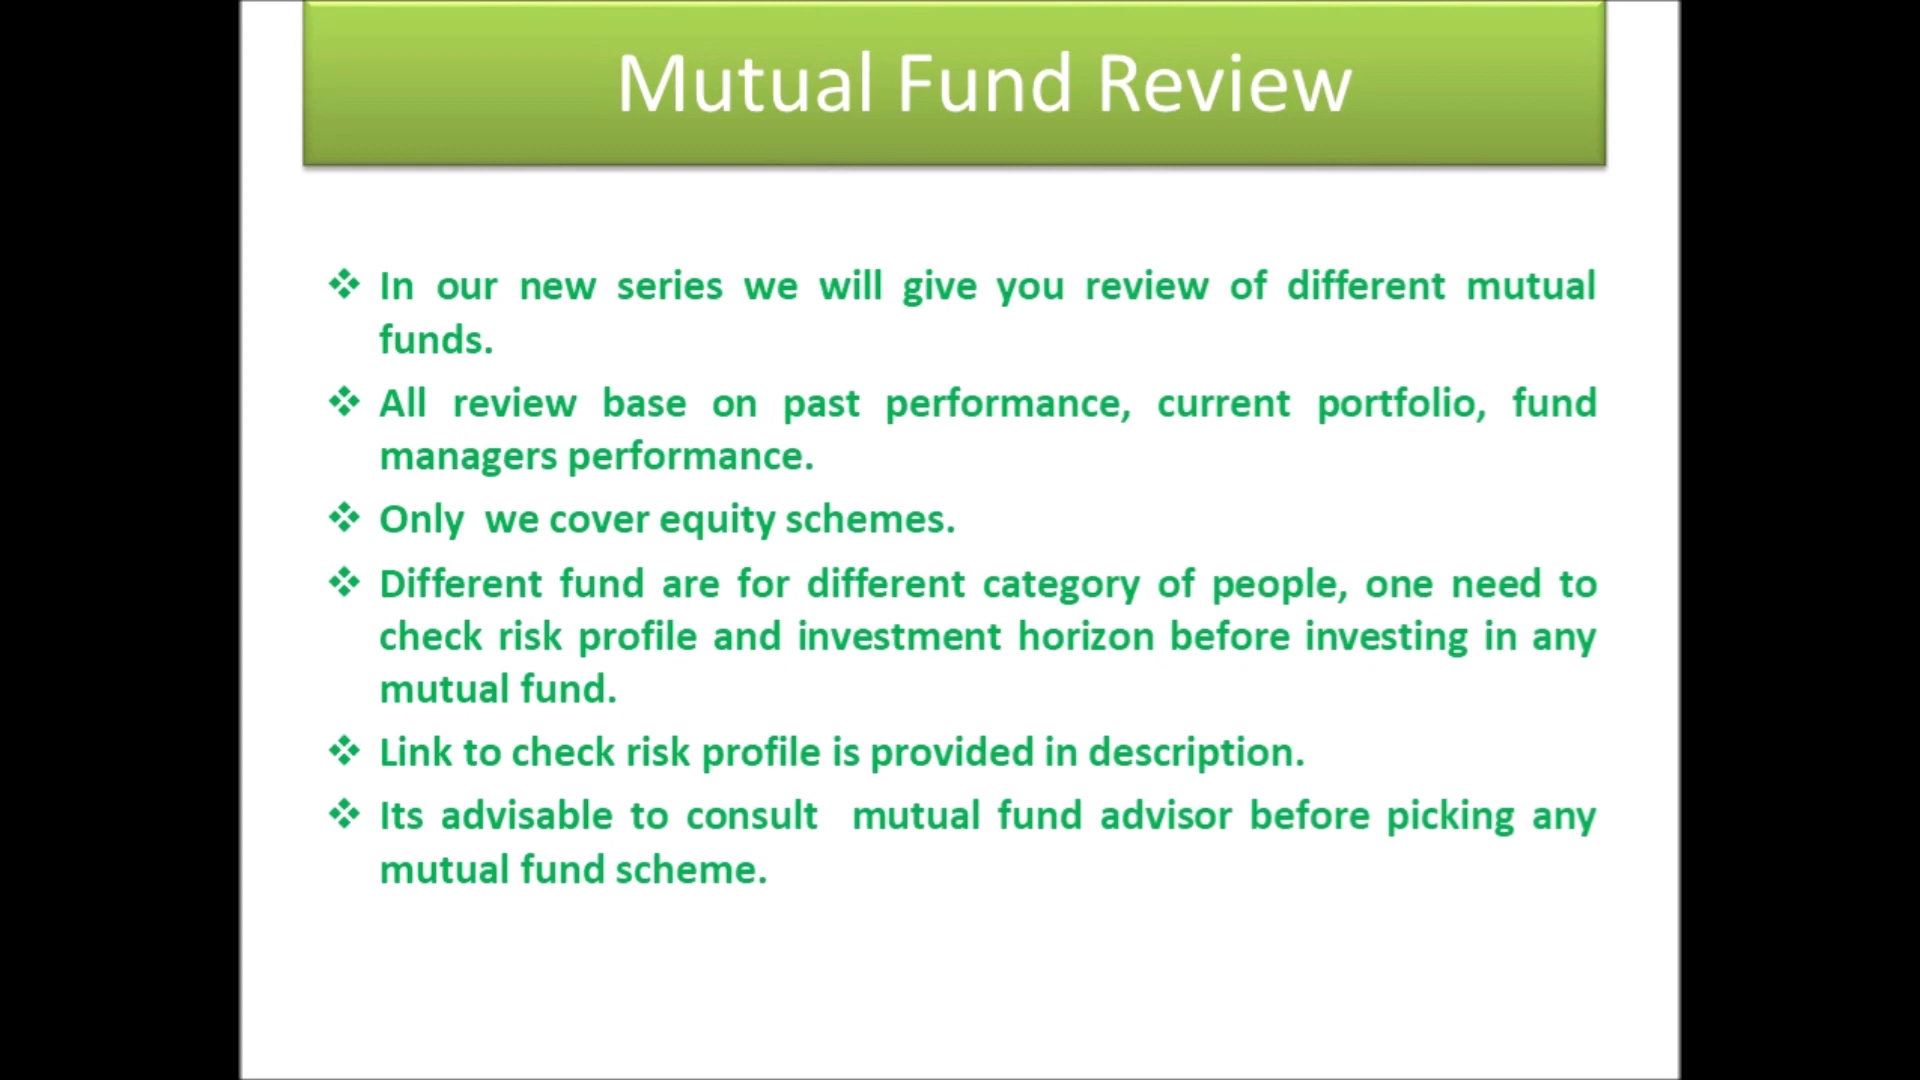 Mutual Fund Review
❖ In our new series we will give you review of different mutual
funds.
❖ All review base on past performance, current portfolio, fund
managers performance.
❖ Only we cover equity schemes.
❖ Different fund are for different category of people, one need to
check risk profile and investment horizon before investing in any
mutual fund.
❖ Link to check risk profile is provided in description.
❖ Its advisable to consult mutual fund advisor before picking any
mutual fund scheme.